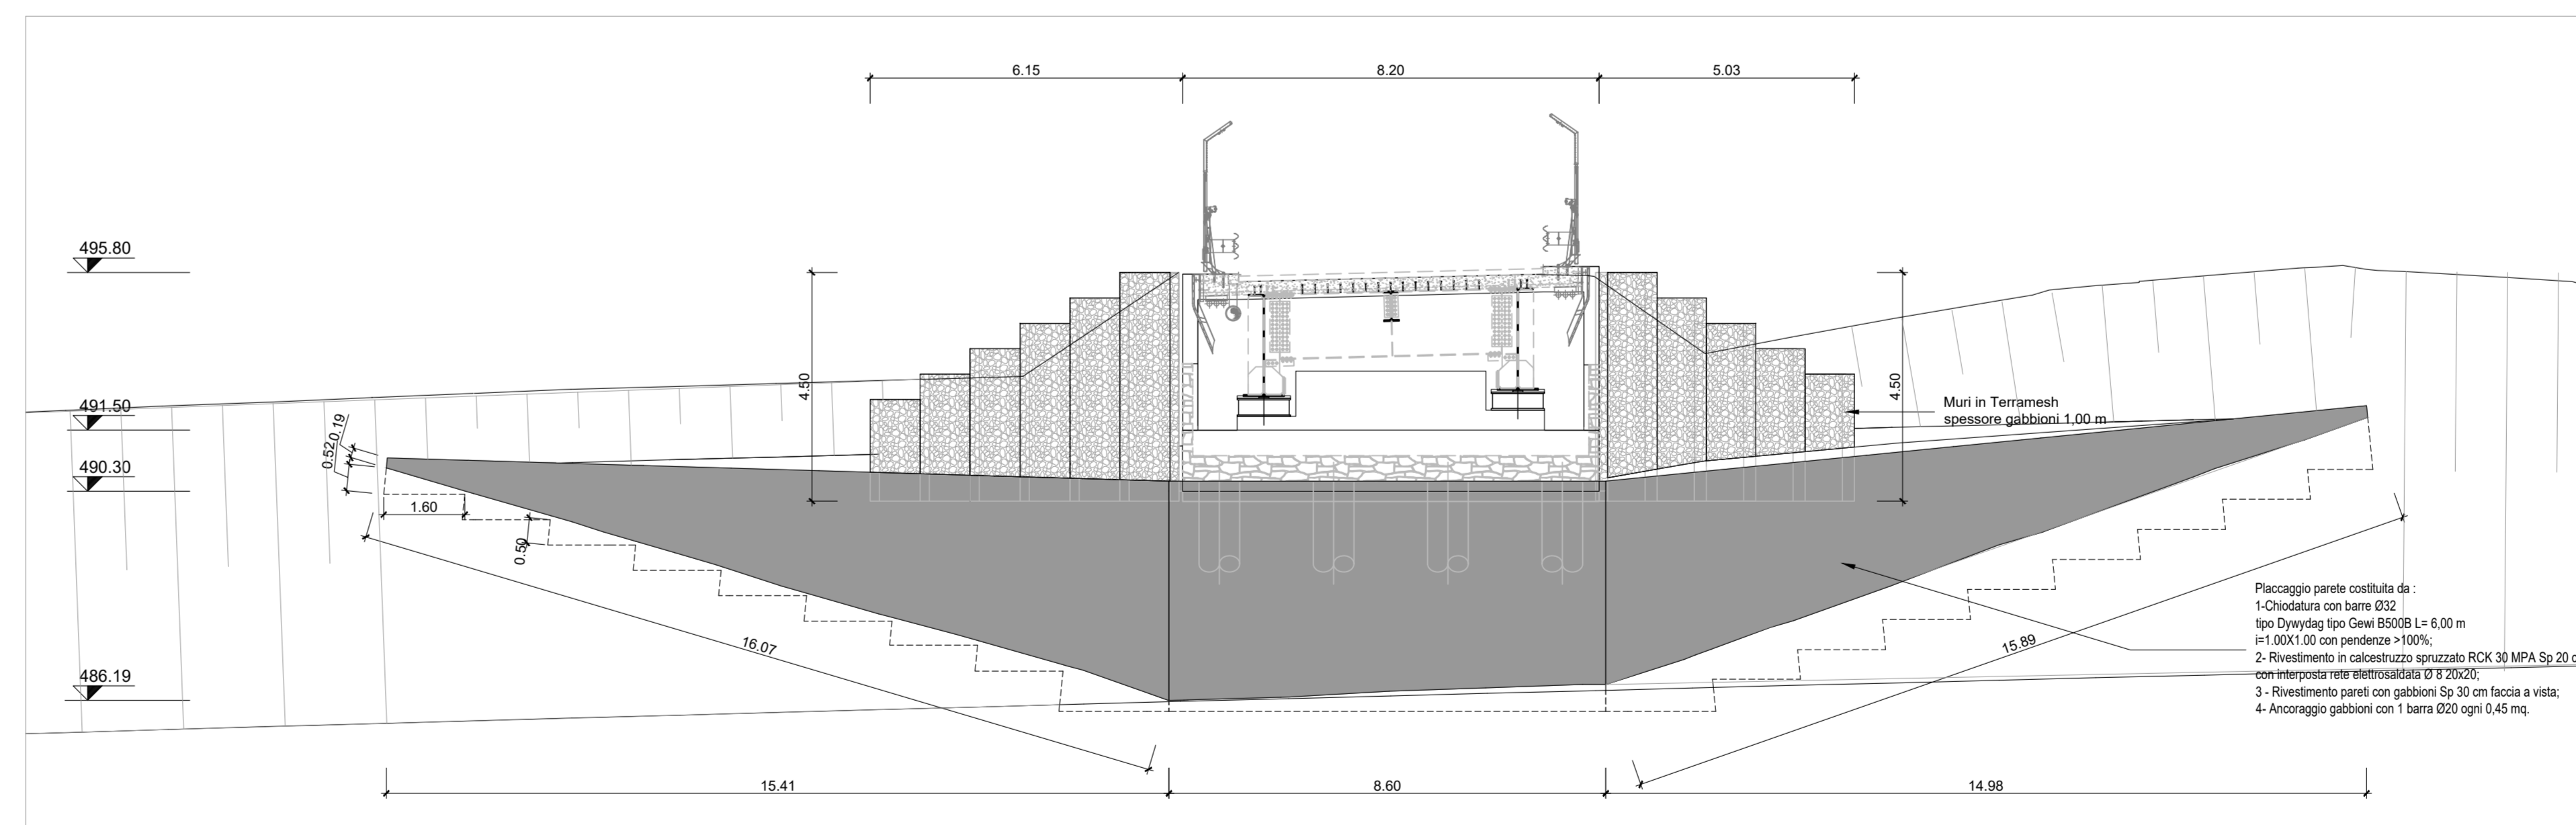 6.15
8.20
5.03
495.80
491.50
490.30
486.19
4.50
4.50
0.19
0.52
1.60
0.50
16.07
15.89
Muri in Terramesh
spessore gabbioni 1,00 m
Placcaggio parete costituita da :
1-Chiodatura con barre Ø32
tipo Dywydag tipo Gewi B500B L= 6,00 m
i=1.00X1.00 con pendenze >100%;
2- Rivestimento in calcestruzzo spruzzato RCK 30 MPA Sp 20 c
con interposta rete elettrosaldata Ø 8 20x20;
3 - Rivestimento pareti con gabbioni Sp 30 cm faccia a vista;
4- Ancoraggio gabbioni con 1 barra Ø20 ogni 0,45 mq.
15.41
8.60
14.98